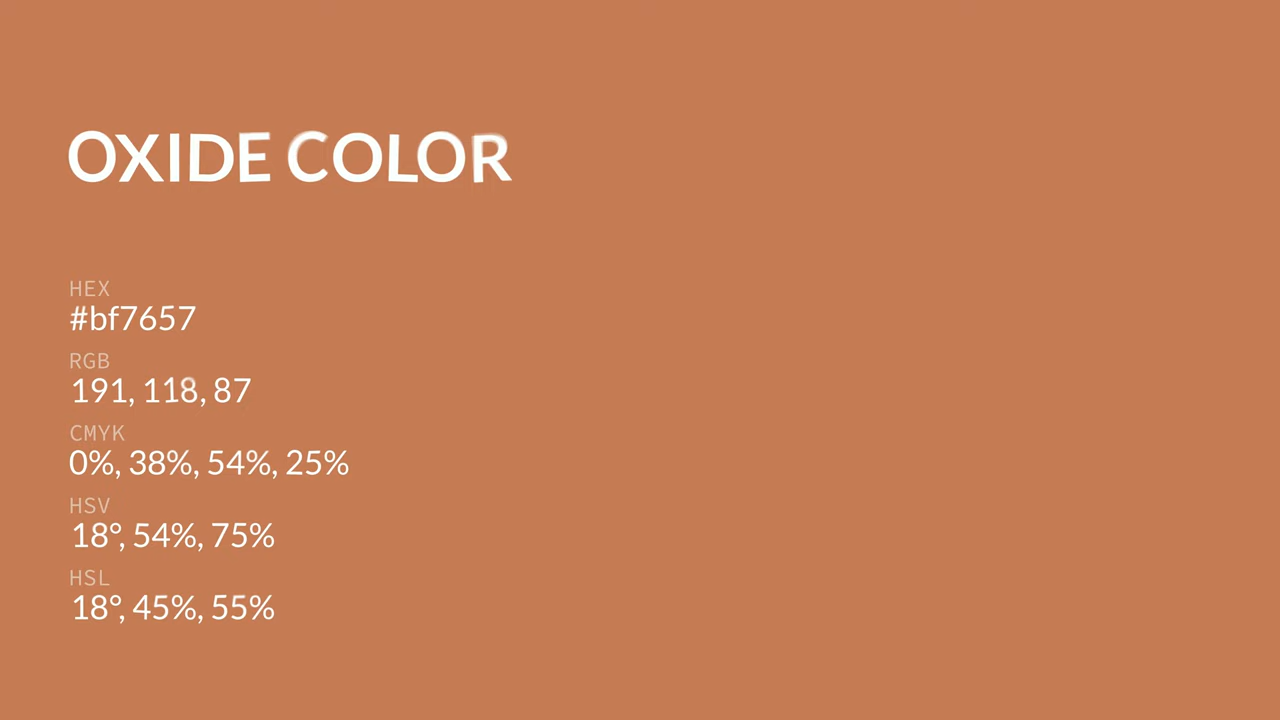 OXIDE COLOR
HEX
#bf7657
RGB
191, 118, 87
CMYK
0%, 38%, 54%, 25%
HSV
18°, 54%, 75%
HSL
18°, 45%, 55%